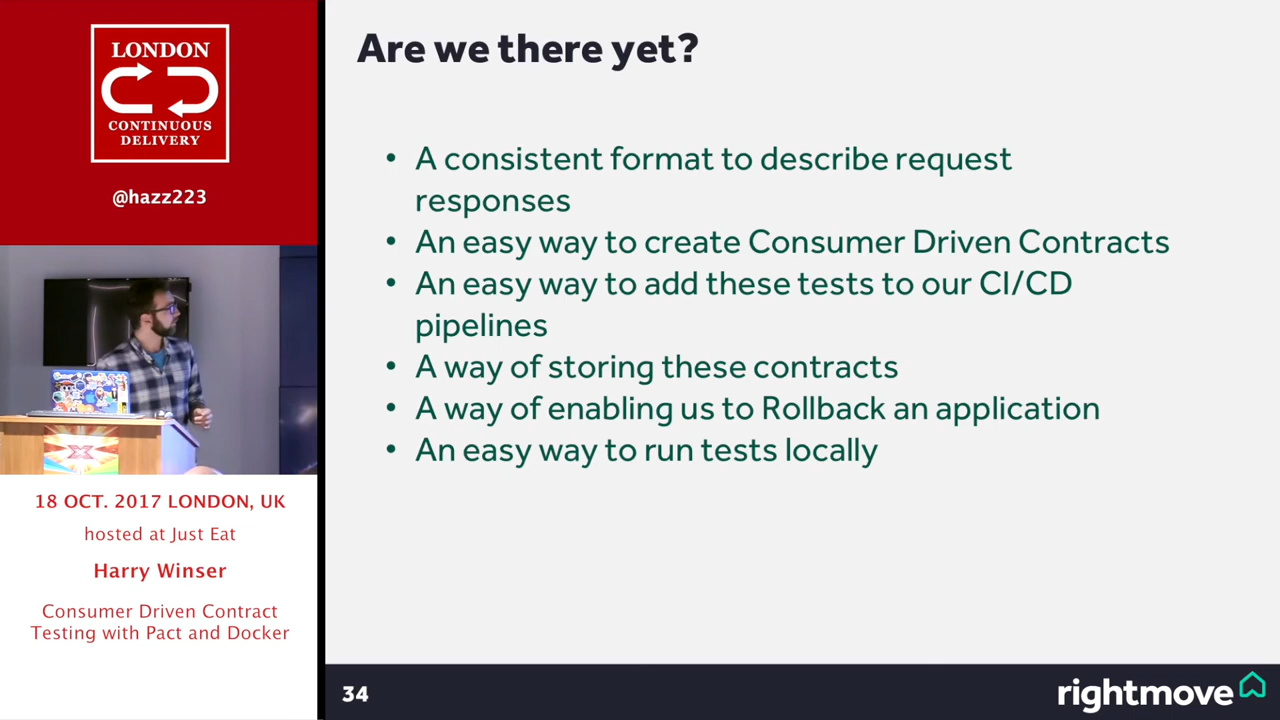 LONDON
CONTINUOUS
DELIVERY
@hazz223
18 OCT. 2017 LONDON, UK
hosted at Just Eat
Harry Winser
Consumer Driven Contract
Testing with Pact and Docker
Are we there yet?
• A consistent format to describe request
responses
• An easy way to create Consumer Driven Contracts
• An easy way to add these tests to our CI/CD
pipelines
• A way of storing these contracts
• A way of enabling us to Rollback an application
• An easy way to run tests locally
34
rightmove